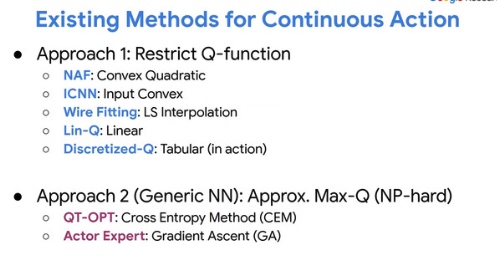 Existing Methods for Continuous Action
● Approach 1: Restrict Q-function
○ NAF: Convex Quadratic
○ ICNN: Input Convex
○ Wire Fitting: LS Interpolation
○ Lin-Q: Linear
○ Discretized-Q: Tabular (in action)
● Approach 2 (Generic NN): Approx. Max-Q (NP-hard)
○ QT-OPT: Cross Entropy Method (CEM)
○ Actor Expert: Gradient Ascent (GA)